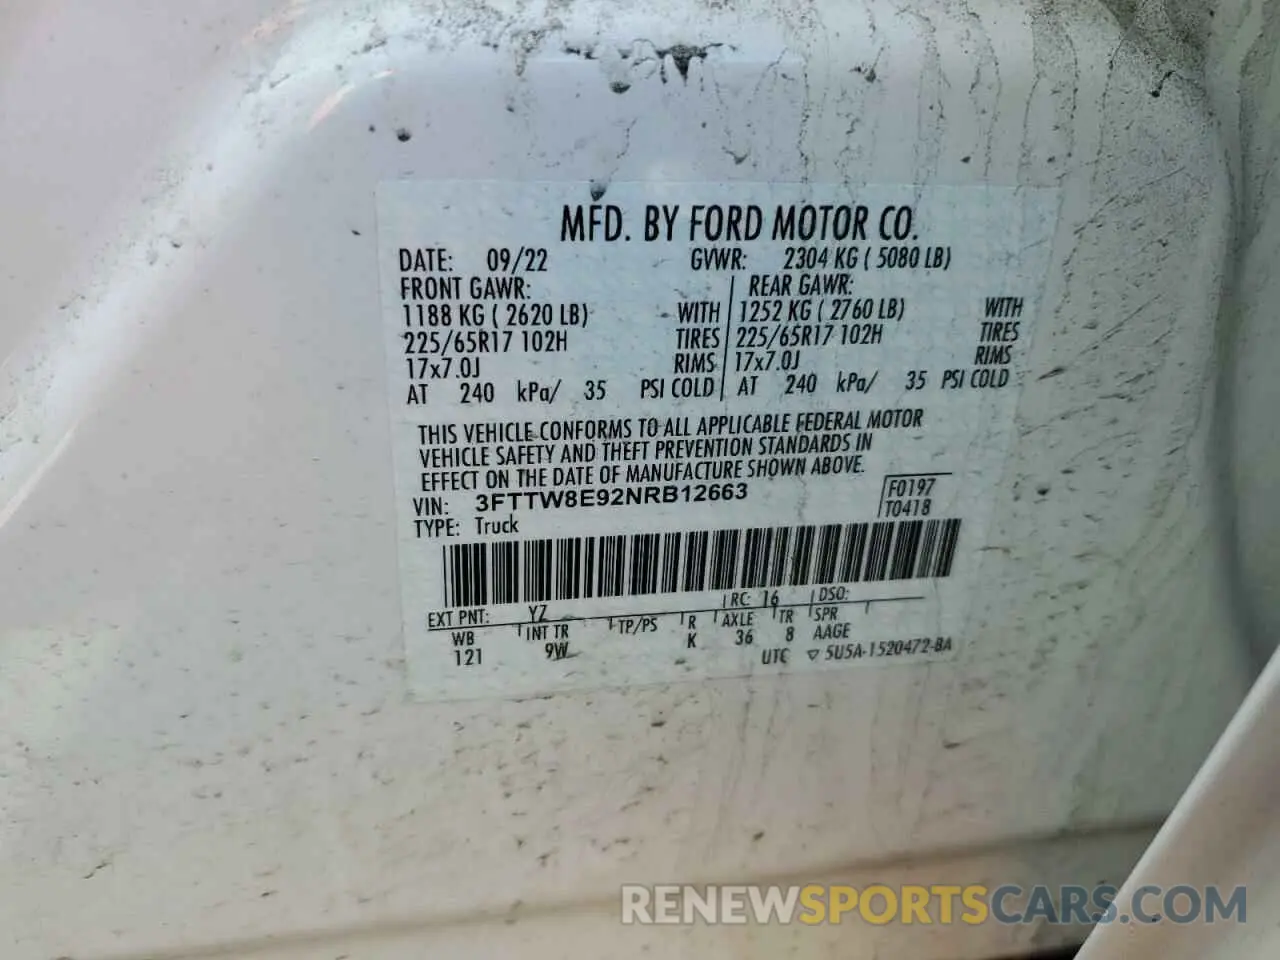 MFD. BY FORD MOTOR CO.
DATE: 09/22 GVWR: 2304 KG ( 5080 LB)
FRONT GAWR: REAR GAWR:
1188 KG ( 2620 LB) WITH 1252 KG ( 2760 LB) WITH
225/65R17 102H TIRES 225/65R17 102H TIRES
17x7.0J RIMS 17x7.0J RIMS
AT 240 kPa/ 35 PSI COLD AT 240 kPa/ 35 PSI COLD
THIS VEHICLE CONFORMS TO ALL APPLICABLE FEDERAL MOTOR
VEHICLE SAFETY AND THEFT PREVENTION STANDARDS IN
EFFECT ON THE DATE OF MANUFACTURE SHOWN ABOVE.
VIN: 3FTTW8E92NRB12663 F0197
TYPE: Truck T0418
EXT PNT: YZ RC: 16 DSO:
WB INT TR TP/PS R AXLE TR SPR
121 9W K 36 8 AAGE
UTC ▽ 5U5A-1520472-BA
RENEWSPORTSCARS.COM